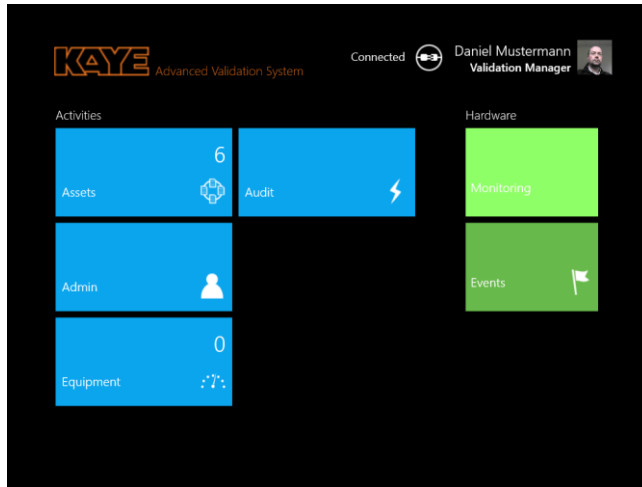 KAYE Advanced Validation System
Connected
Daniel Mustermann
Validation Manager
Activities
Hardware
6
Assets
Audit
Monitoring
Admin
Events
0
Equipment